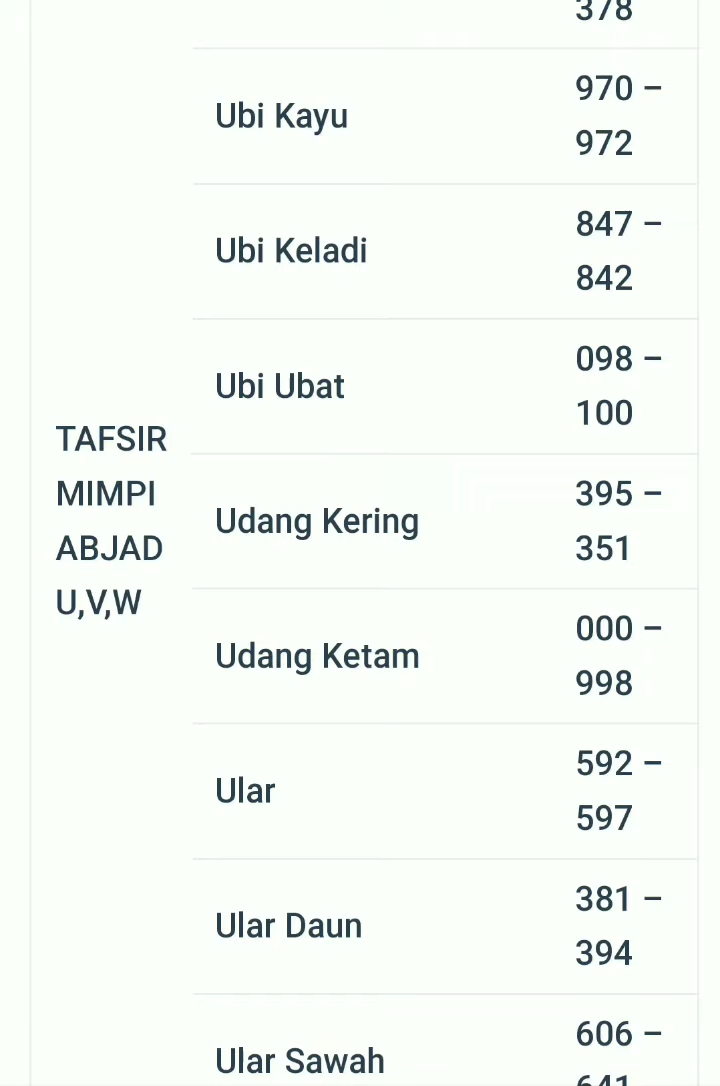 378
Ubi Kayu
970 –
972
Ubi Keladi
847 –
842
Ubi Ubat
098 –
100
TAFSIR
MIMPI
ABJAD
U,V,W
Udang Kering
395 –
351
Udang Ketam
000 –
998
Ular
592 –
597
Ular Daun
381 –
394
Ular Sawah
606 –
641